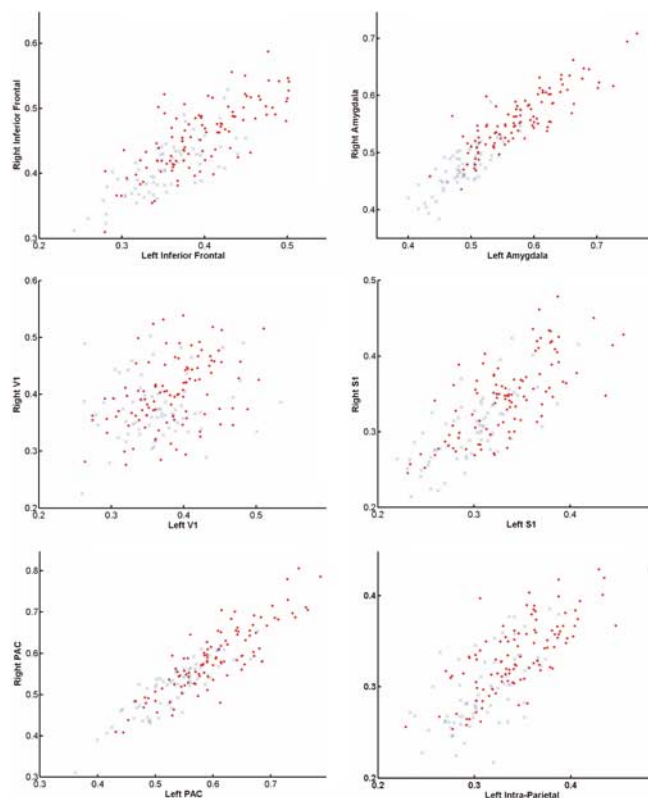 0.6
0.5
0.4
0.3
Right Inferior Frontal
0.2 0.3 0.4 0.5
Left Inferior Frontal
0.7
0.6
0.5
0.4
Right Amygdala
0.4 0.5 0.6 0.7
Left Amygdala
0.6
0.5
0.4
0.3
0.2
Right V1
0.2 0.3 0.4 0.5
Left V1
0.5
0.4
0.3
0.2
Right S1
0.2 0.3 0.4
Left S1
0.8
0.7
0.6
0.5
0.4
0.3
Right PAC
0.3 0.4 0.5 0.6 0.7
Left PAC
0.4
0.3
0.2
Right Intra-Parietal
0.2 0.3 0.4
Left Intra-Parietal